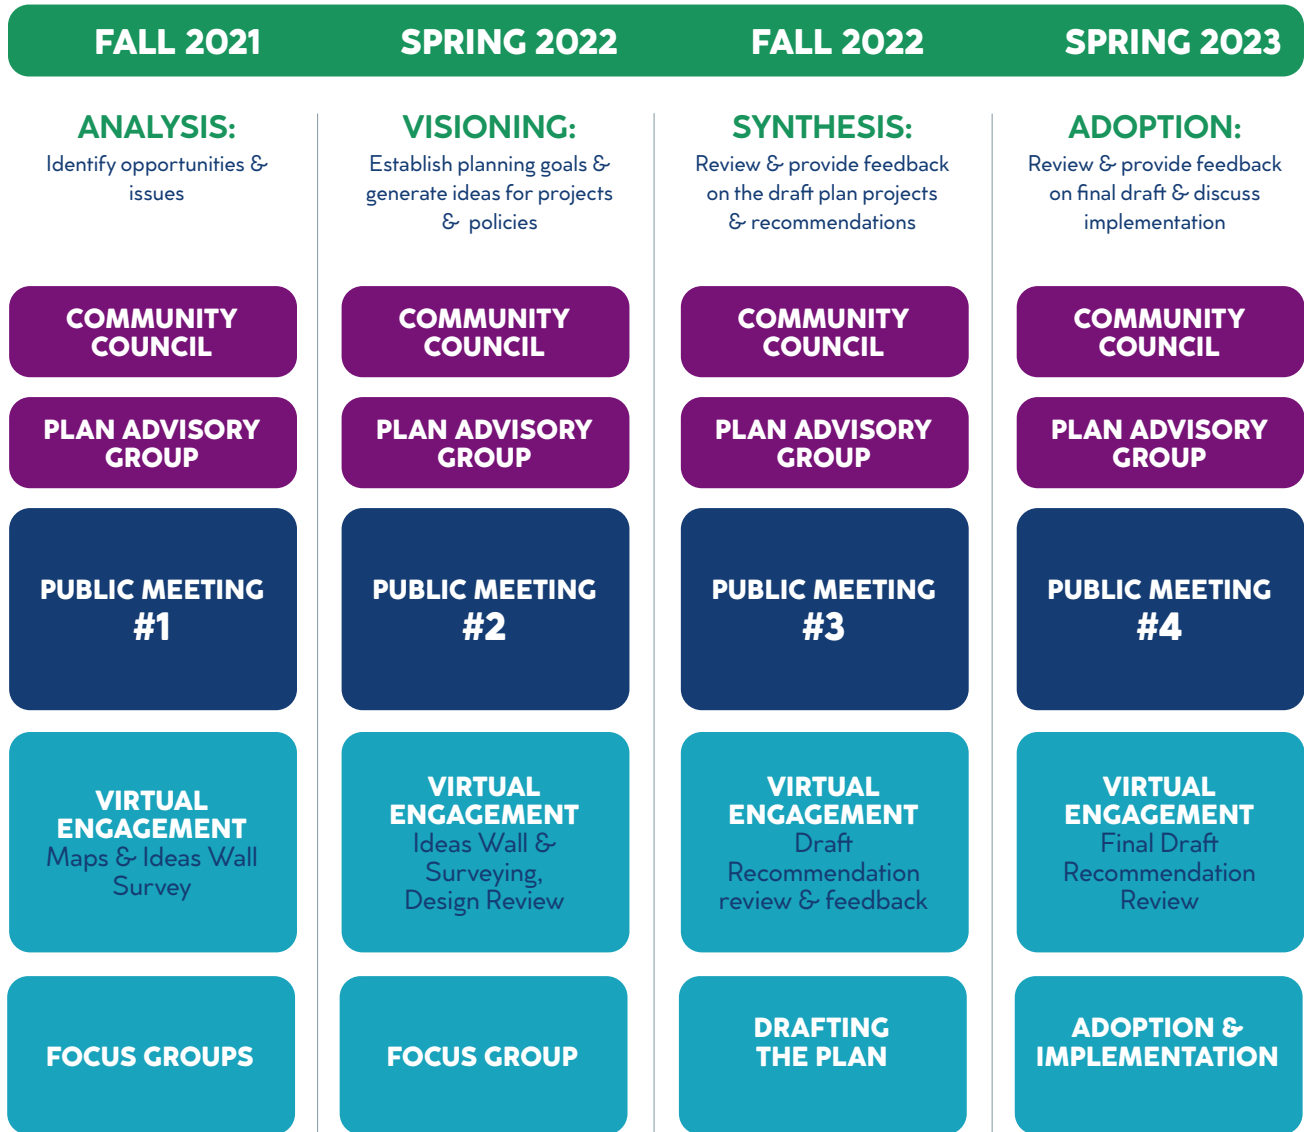 FALL 2021
SPRING 2022
FALL 2022
SPRING 2023
ANALYSIS:
Identify opportunities &
issues
VISIONING:
Establish planning goals &
generate ideas for projects
& policies
SYNTHESIS:
Review & provide feedback
on the draft plan projects
& recommendations
ADOPTION:
Review & provide feedback
on final draft & discuss
implementation
COMMUNITY
COUNCIL
COMMUNITY
COUNCIL
COMMUNITY
COUNCIL
COMMUNITY
COUNCIL
PLAN ADVISORY
GROUP
PLAN ADVISORY
GROUP
PLAN ADVISORY
GROUP
PLAN ADVISORY
GROUP
PUBLIC MEETING
#1
PUBLIC MEETING
#2
PUBLIC MEETING
#3
PUBLIC MEETING
#4
VIRTUAL
ENGAGEMENT
Maps & Ideas Wall
Survey
VIRTUAL
ENGAGEMENT
Ideas Wall &
Surveying,
Design Review
VIRTUAL
ENGAGEMENT
Draft
Recommendation
review & feedback
VIRTUAL
ENGAGEMENT
Final Draft
Recommendation
Review
FOCUS GROUPS
FOCUS GROUP
DRAFTING
THE PLAN
ADOPTION &
IMPLEMENTATION